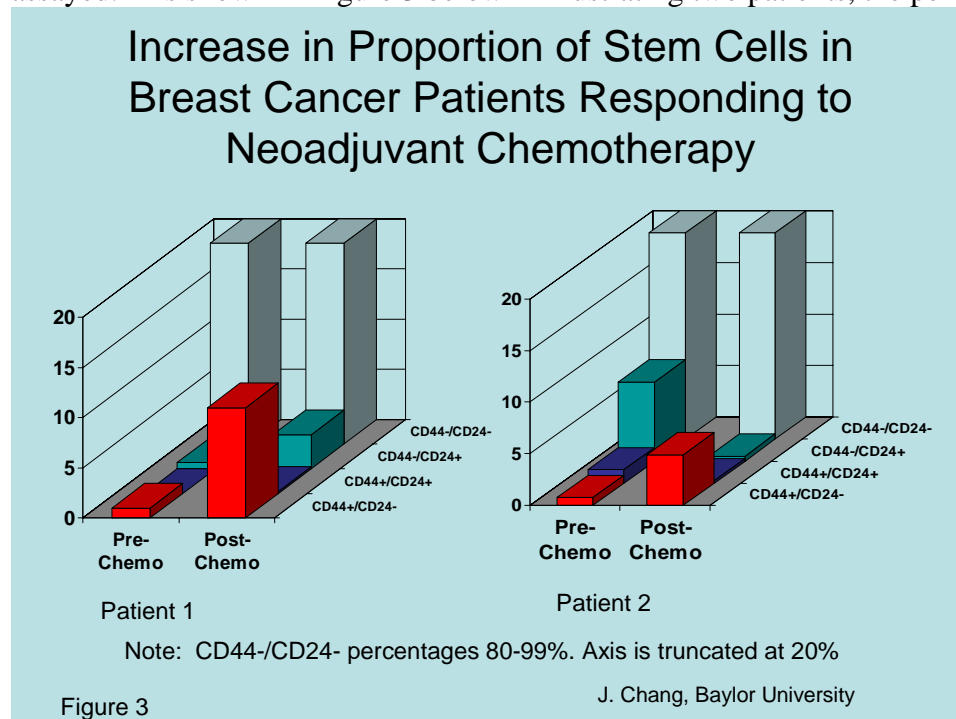 Increase in Proportion of Stem Cells in
Breast Cancer Patients Responding to
Neoadjuvant Chemotherapy
20
15
10
5
0
CD44-/CD24-
CD44-/CD24+
CD44+/CD24+
CD44+/CD24-
Pre-
Chemo
Post-
Chemo
Patient 1
20
15
10
5
0
CD44-/CD24-
CD44-/CD24+
CD44+/CD24+
CD44+/CD24-
Pre-
Chemo
Post-
Chemo
Patient 2
Note: CD44-/CD24- percentages 80-99%. Axis is truncated at 20%
Figure 3
J. Chang, Baylor University